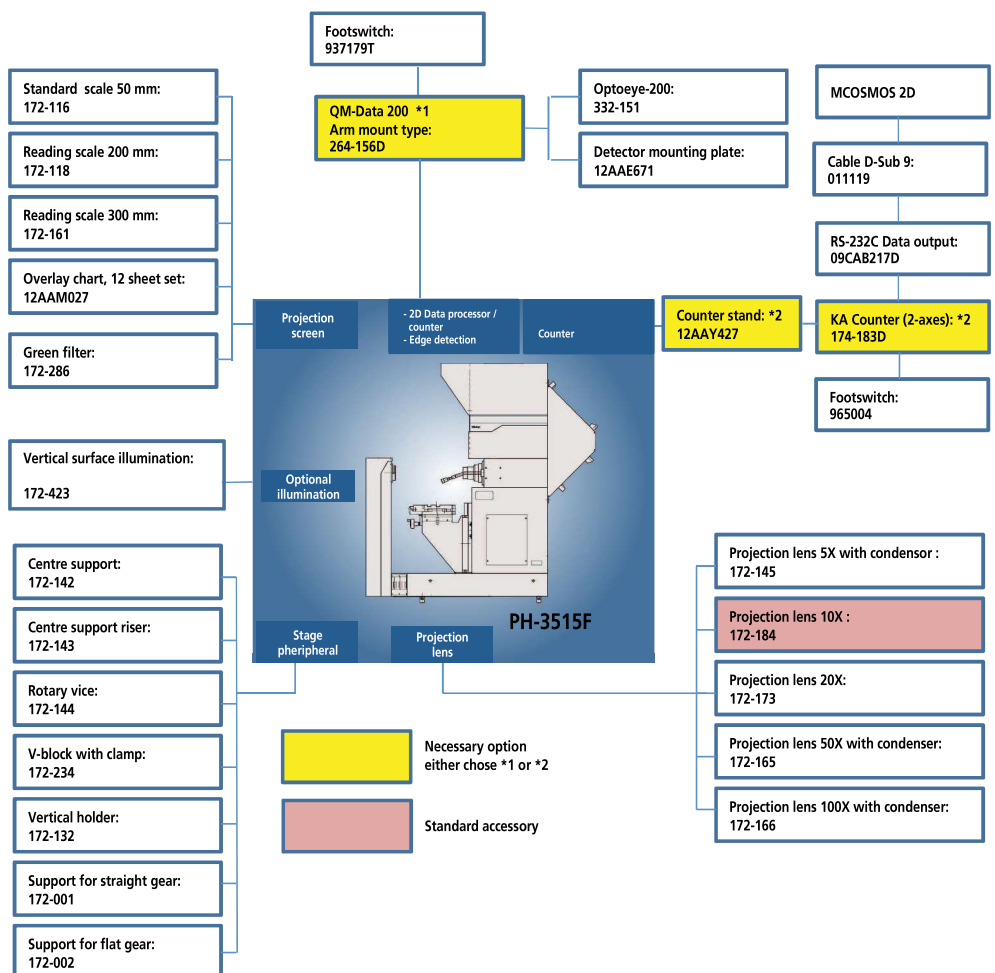 Footswitch:
937179T
Standard scale 50 mm:
172-116
Reading scale 200 mm:
172-118
Reading scale 300 mm:
172-161
Overlay chart, 12 sheet set:
12AAM027
Green filter:
172-286
QM-Data 200 *1
Arm mount type:
264-156D
Optoeye-200:
332-151
Detector mounting plate:
12AAE671
MCOSMOS 2D
Cable D-Sub 9:
011119
RS-232C Data output:
09CAB217D
Projection
screen
- 2D Data processor /
counter
- Edge detection
Counter
Counter stand: *2
12AAY427
KA Counter (2-axes): *2
174-183D
Footswitch:
965004
Vertical surface illumination:
172-423
Optional
illumination
PH-3515F
Stage
pheripheral
Projection
lens
Centre support:
172-142
Centre support riser:
172-143
Rotary vice:
172-144
V-block with clamp:
172-234
Vertical holder:
172-132
Support for straight gear:
172-001
Support for flat gear:
172-002
Projection lens 5X with condensor :
172-145
Projection lens 10X :
172-184
Projection lens 20X:
172-173
Projection lens 50X with condenser:
172-165
Projection lens 100X with condenser:
172-166
Necessary option
either chose *1 or *2
Standard accessory